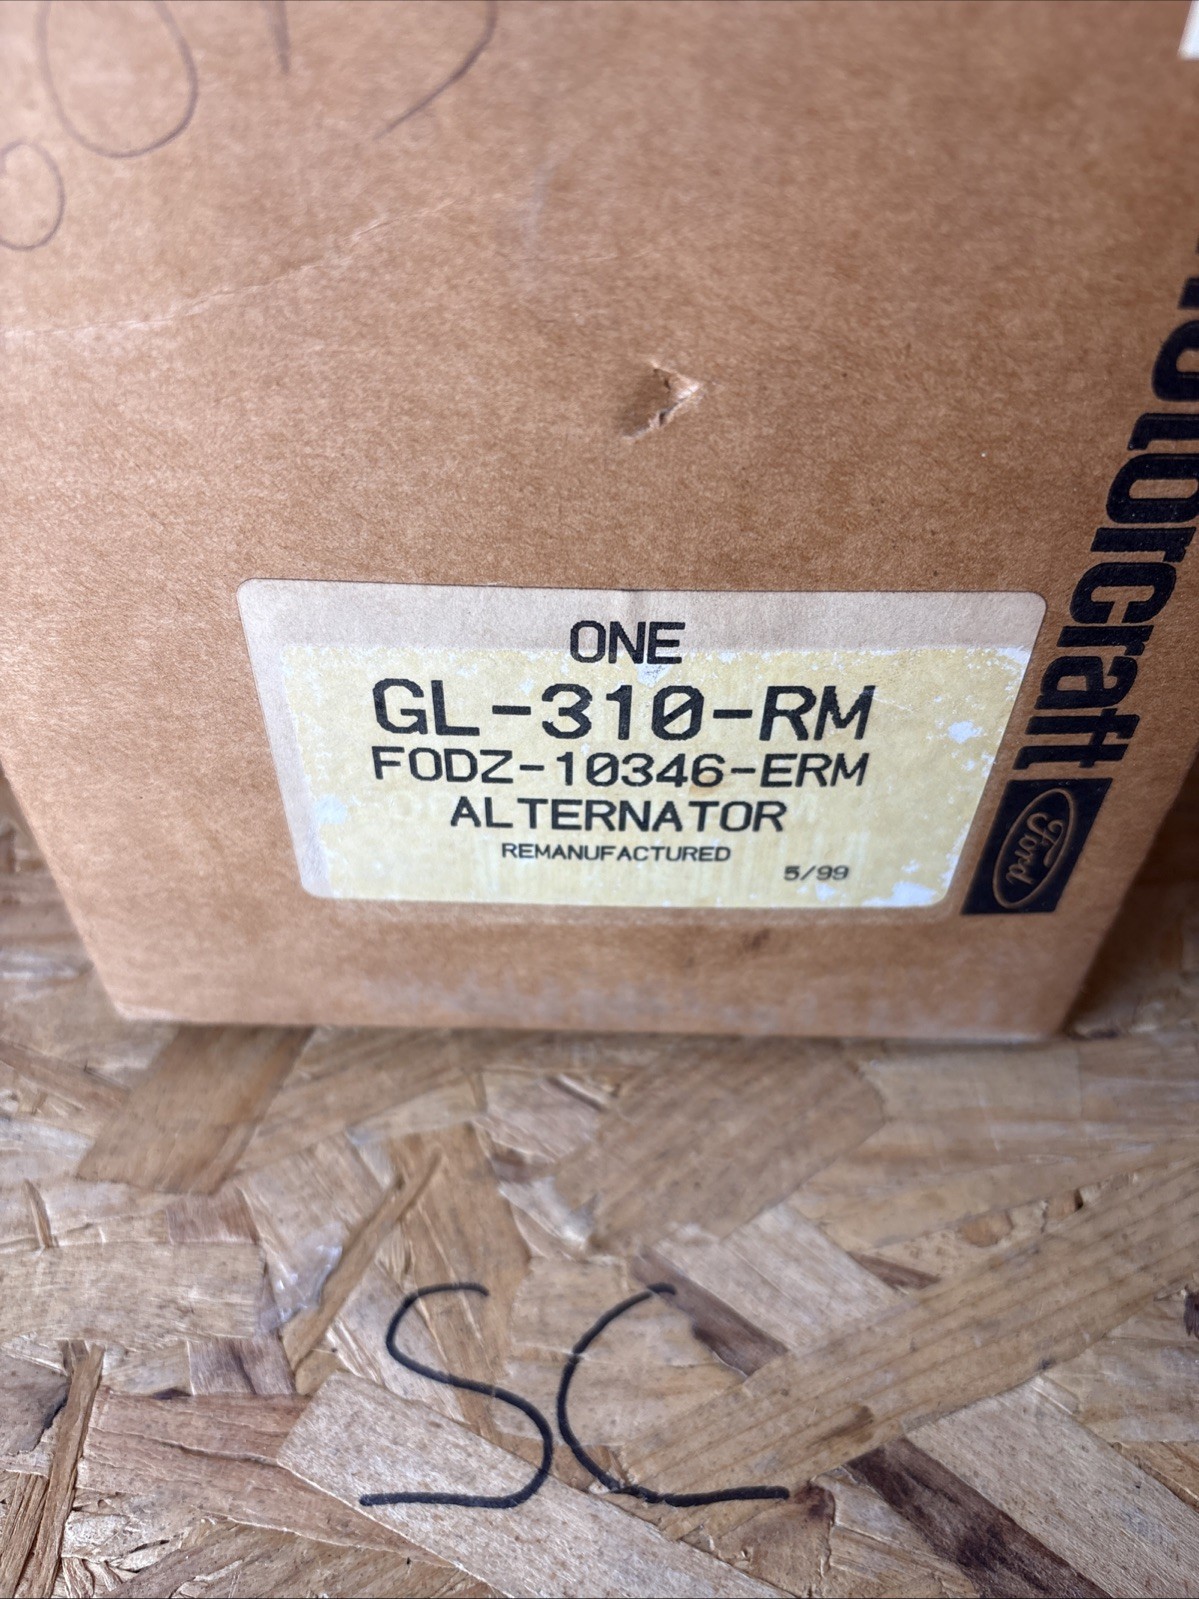 ONE
GL-310-RM
FODZ-10346-ERM
ALTERNATOR
REMANUFACTURED
5/99
Motorcraft
Ford
SC